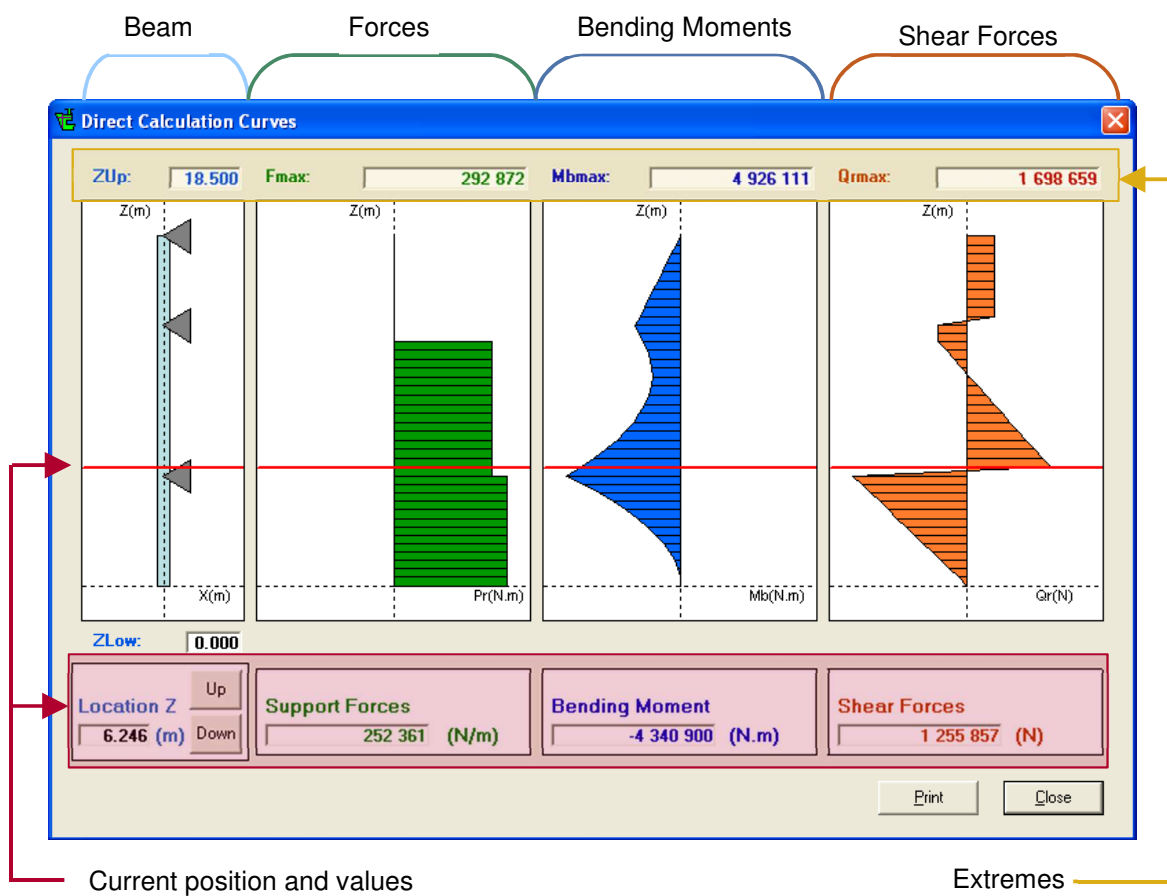 Beam Forces Bending Moments Shear Forces
Direct Calculation Curves
ZUp: 18.500 Fmax: 292 872 Mbmax: 4 926 111 Qrmax: 1 698 659
Z(m) Z(m) Z(m) Z(m)
X(m) Pr(N.m) Mb(N.m) Qr(N)
ZLow: 0.000
Up
Location Z Support Forces Bending Moment Shear Forces
6.246 (m) Down 252 361 (N/m) -4 340 900 (N.m) 1 255 857 (N)
Print Close
Current position and values Extremes